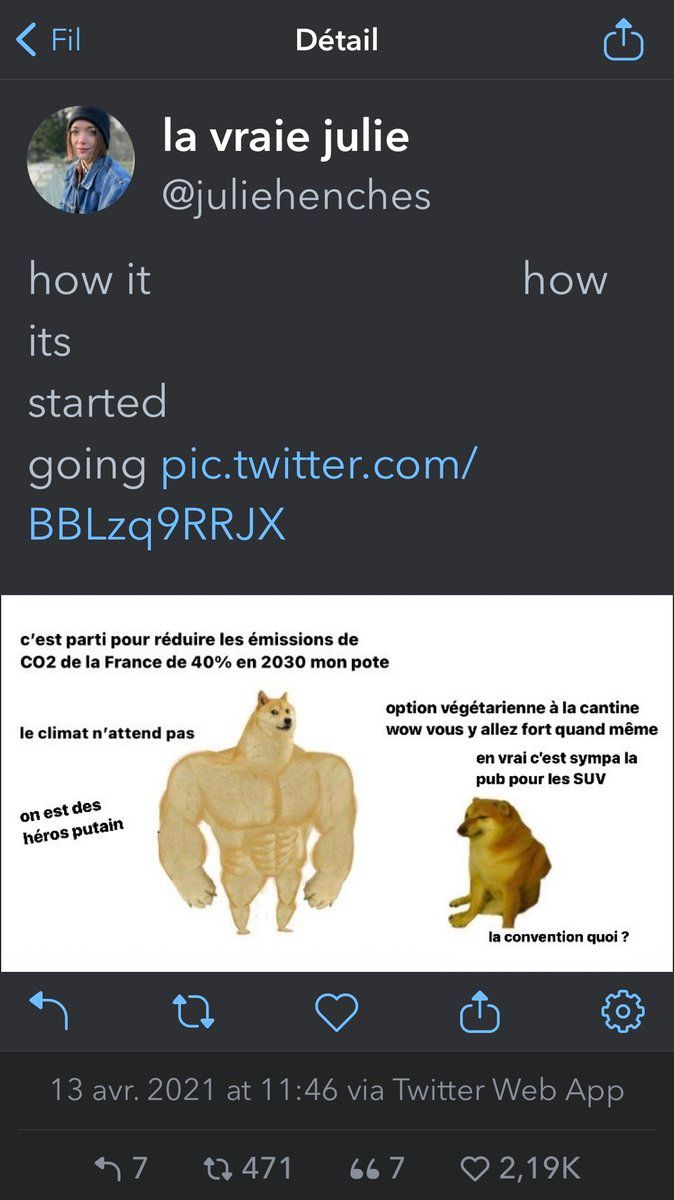 Fil
Détail
la vraie julie
@juliehenches
how it how
its
started
going pic.twitter.com/
BBLzq9RRJX
c'est parti pour réduire les émissions de
CO2 de la France de 40% en 2030 mon pote
le climat n'attend pas
on est des
héros putain
option végétarienne à la cantine
wow vous y allez fort quand même
en vrai c'est sympa la
pub pour les SUV
la convention quoi ?
13 avr. 2021 at 11:46 via Twitter Web App
7 471 7 2,19K